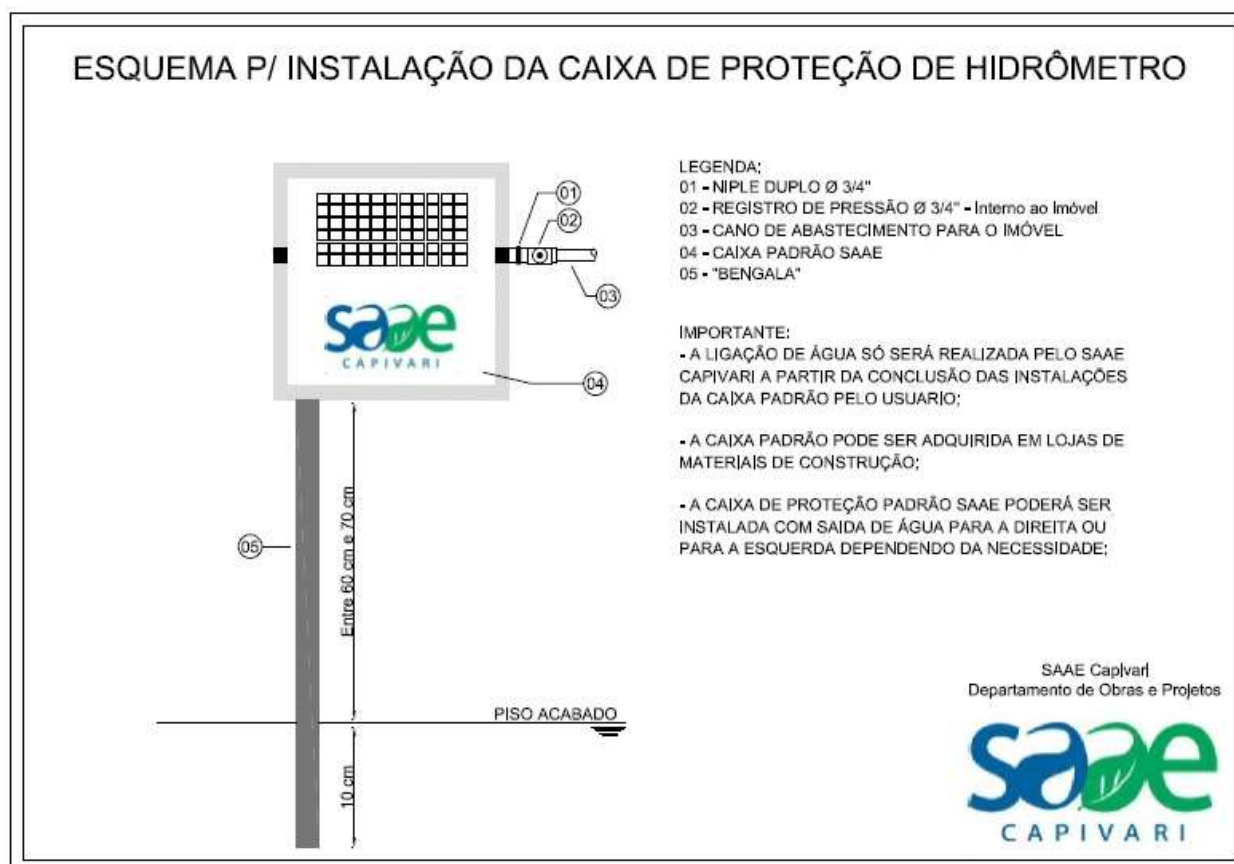 ESQUEMA P/ INSTALAÇÃO DA CAIXA DE PROTEÇÃO DE HIDRÔMETRO
01
02
03
saae
CAPIVARI
04
05
Entre 60 cm e 70 cm
PISO ACABADO
10 cm
LEGENDA;
01 - NIPLE DUPLO Ø 3/4"
02 - REGISTRO DE PRESSÃO Ø 3/4" - Interno ao Imóvel
03 - CANO DE ABASTECIMENTO PARA O IMÓVEL
04 - CAIXA PADRÃO SAAE
05 - "BENGALA"
IMPORTANTE:
- A LIGAÇÃO DE ÁGUA SÓ SERÁ REALIZADA PELO SAAE
CAPIVARI A PARTIR DA CONCLUSÃO DAS INSTALAÇÕES
DA CAIXA PADRÃO PELO USUARIO;
- A CAIXA PADRÃO PODE SER ADQUIRIDA EM LOJAS DE
MATERIAIS DE CONSTRUÇÃO;
- A CAIXA DE PROTEÇÃO PADRÃO SAAE PODERÁ SER
INSTALADA COM SAIDA DE ÁGUA PARA A DIREITA OU
PARA A ESQUERDA DEPENDENDO DA NECESSIDADE;
SAAE Capivari
Departamento de Obras e Projetos
saae
CAPIVARI